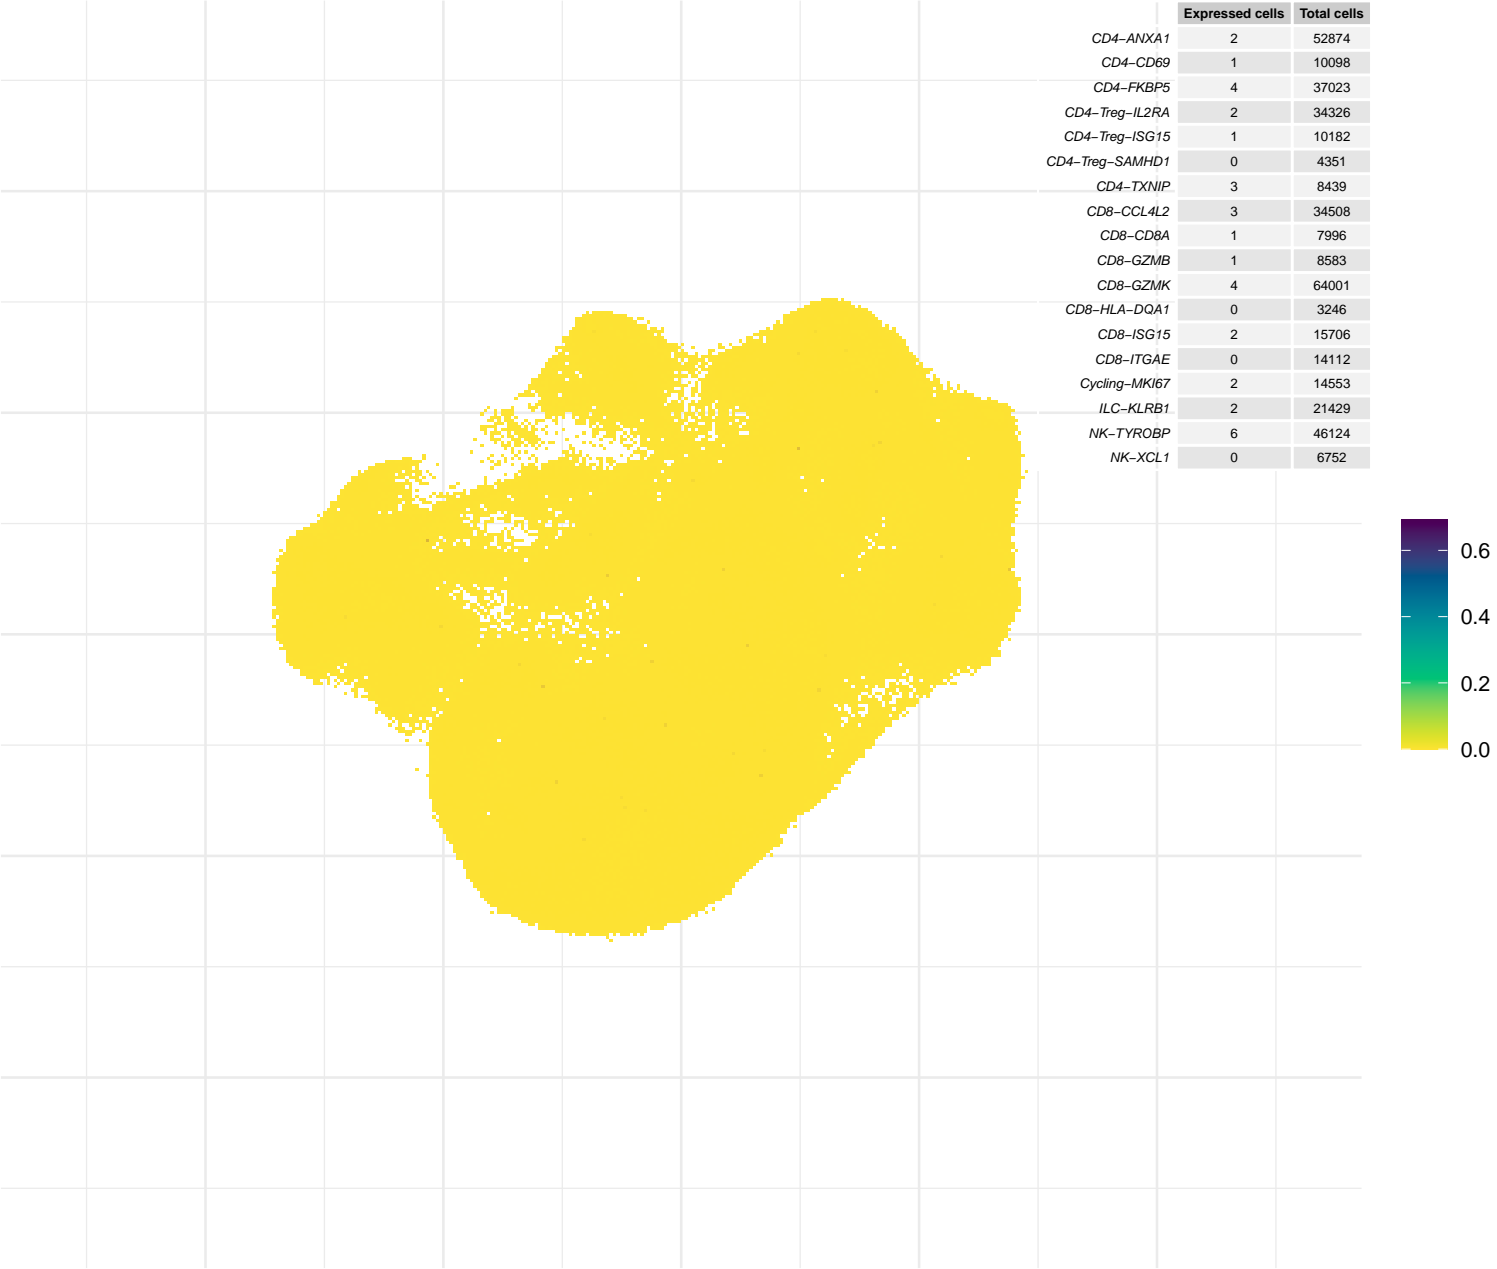 Expressed cells Total cells
CD4−ANXA1 2 52874
CD4−CD69 1 10098
CD4−FKBP5 4 37023
CD4−Treg−IL2RA 2 34326
CD4−Treg−ISG15 1 10182
CD4−Treg−SAMHD1 0 4351
CD4−TXNIP 3 8439
CD8−CCL4L2 3 34508
CD8−CD8A 1 7996
CD8−GZMB 1 8583
CD8−GZMK 4 64001
CD8−HLA−DQA1 0 3246
CD8−ISG15 2 15706
CD8−ITGAE 0 14112
Cycling−MKI67 2 14553
ILC−KLRB1 2 21429
NK−TYROBP 6 46124
NK−XCL1 0 6752
0.6
0.4
0.2
0.0